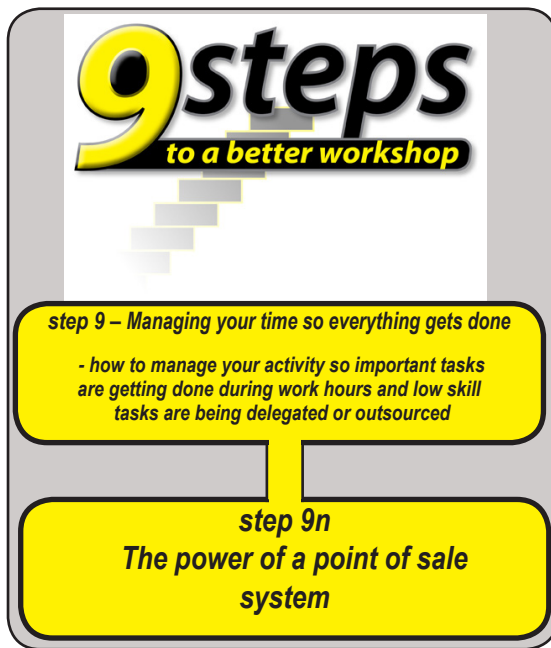 9 steps
to a better workshop
step 9 – Managing your time so everything gets done
- how to manage your activity so important tasks
are getting done during work hours and low skill
tasks are being delegated or outsourced
step 9n
The power of a point of sale
system